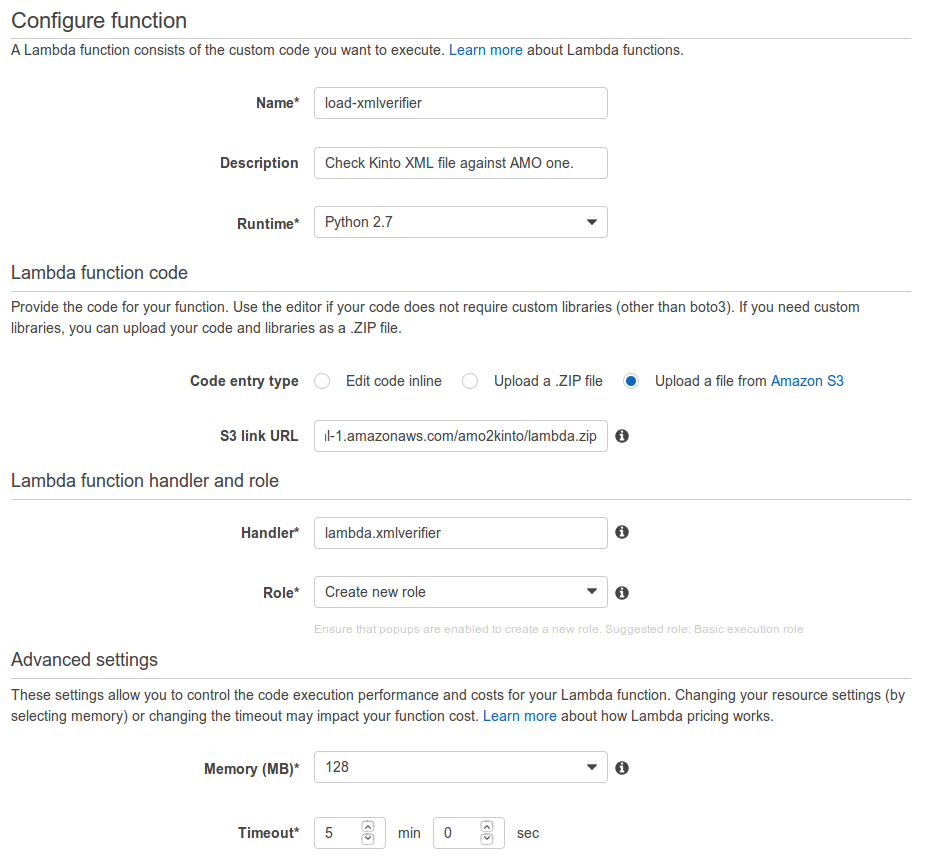 Configure function
A Lambda function consists of the custom code you want to execute. Learn more about Lambda functions.
Name* load-xmlverifier
Description Check Kinto XML file against AMO one.
Runtime* Python 2.7
Lambda function code
Provide the code for your function. Use the editor if your code does not require custom libraries (other than boto3). If you need custom
libraries, you can upload your code and libraries as a .ZIP file.
Code entry type Edit code inline Upload a .ZIP file Upload a file from Amazon S3
S3 link URL l-1.amazonaws.com/amo2kinto/lambda.zip
Lambda function handler and role
Handler* lambda.xmlverifier
Role* Create new role
Ensure that popups are enabled to create a new role. Suggested role: Basic execution role
Advanced settings
These settings allow you to control the code execution performance and costs for your Lambda function. Changing your resource settings (by
selecting memory) or changing the timeout may impact your function cost. Learn more about how Lambda pricing works.
Memory (MB)* 128
Timeout* 5 min 0 sec